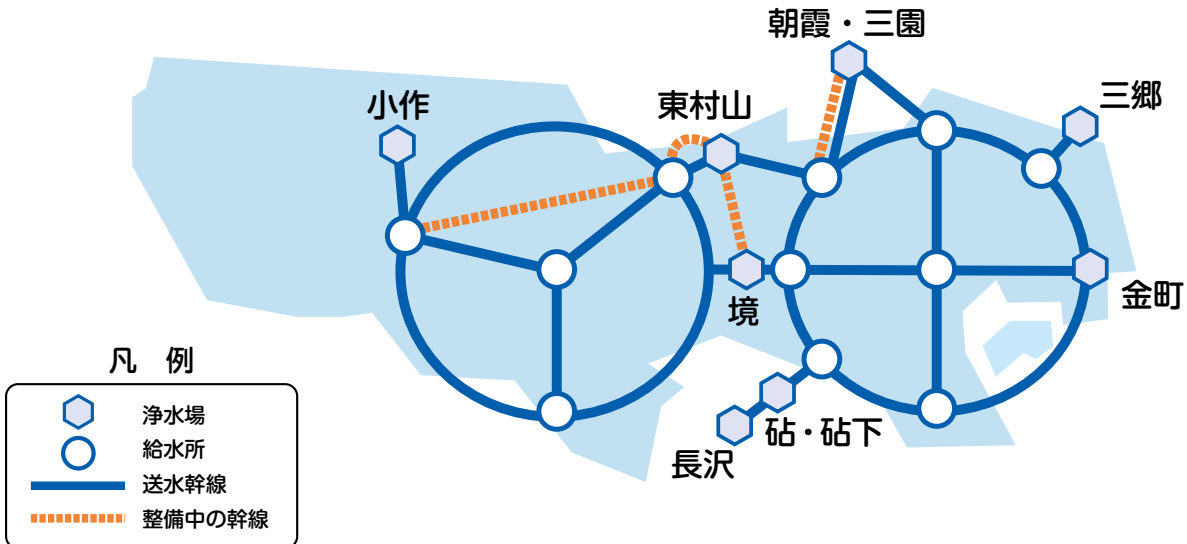 朝霞・三園
三郷
小作
東村山
金町
境
砧・砧下
長沢
凡 例
浄水場
給水所
送水幹線
整備中の幹線